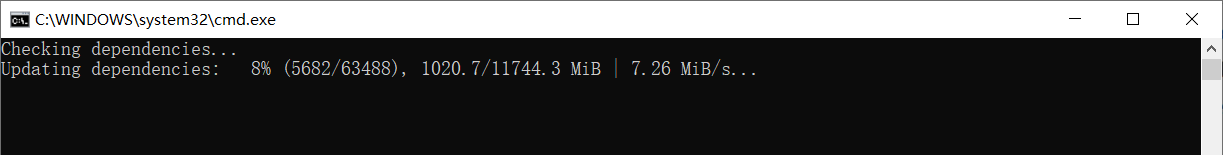 C:\WINDOWS\system32\cmd.exe
Checking dependencies...
Updating dependencies:   8% (5682/63488), 1020.7/11744.3 MiB | 7.26 MiB/s...